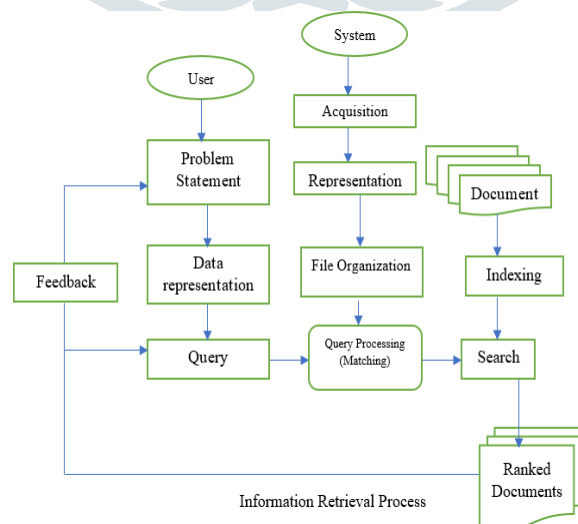 System
User
Acquisition
Problem
Statement
Representation
Document
Data
representation
File Organization
Indexing
Feedback
Query
Query Processing
(Matching)
Search
Ranked
Documents
Information Retrieval Process